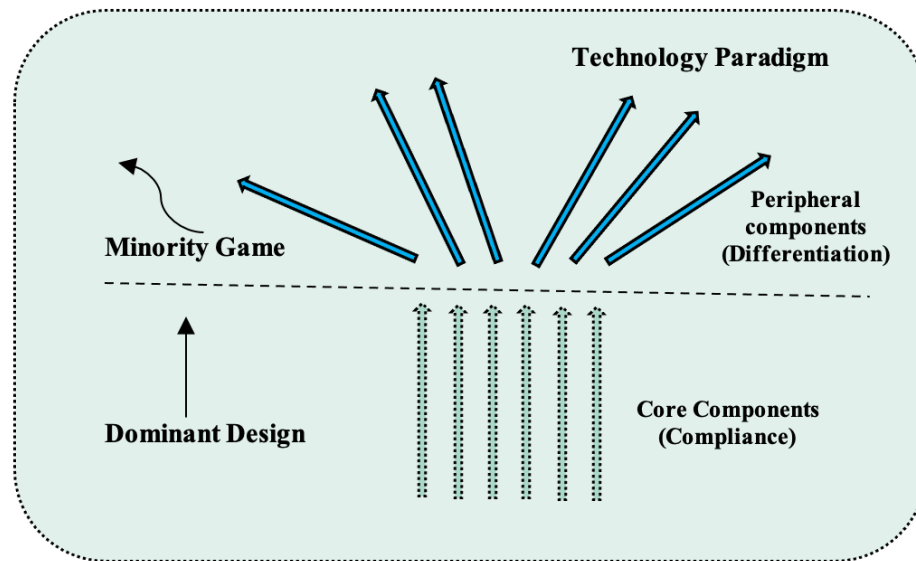 Technology Paradigm
Peripheral
components
(Differentiation)
Minority Game
Dominant Design
Core Components
(Compliance)